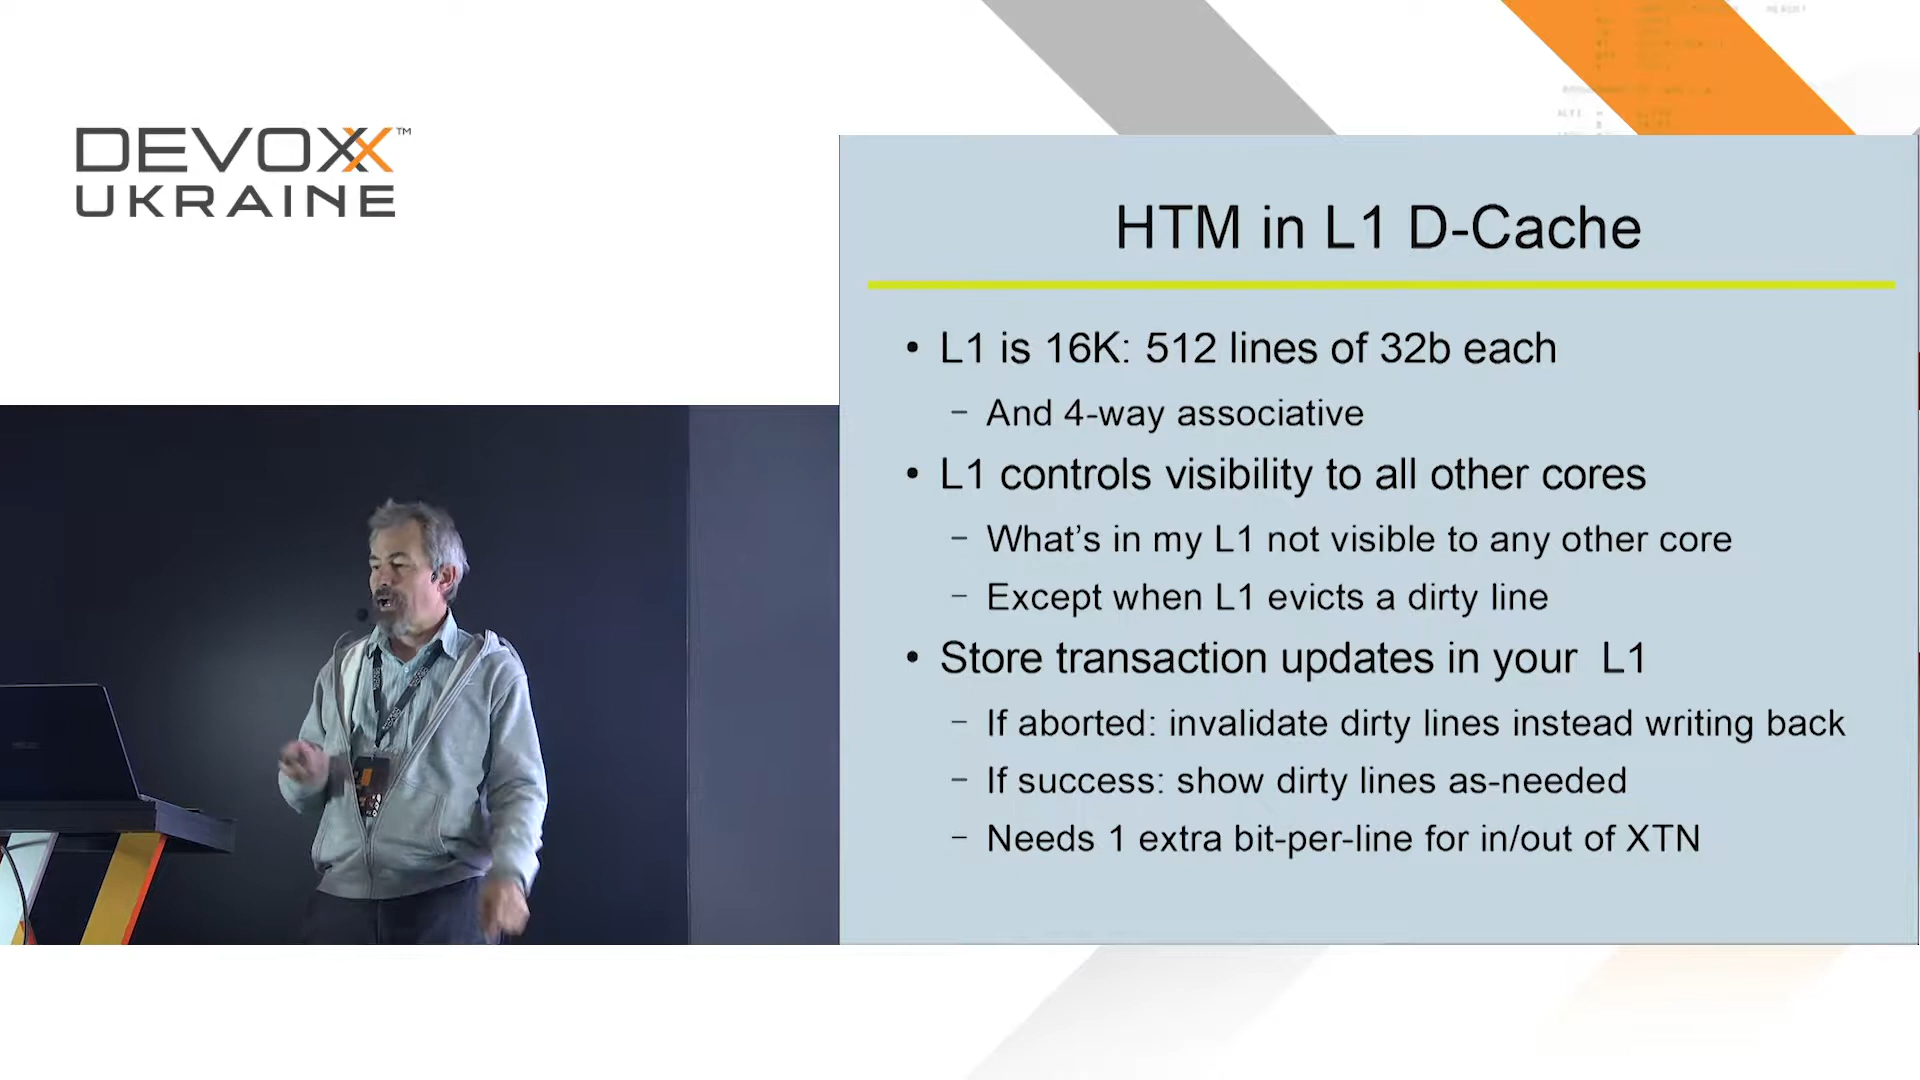 DEVOXX™
UKRAINE
HTM in L1 D-Cache
• L1 is 16K: 512 lines of 32b each
– And 4-way associative
• L1 controls visibility to all other cores
– What's in my L1 not visible to any other core
– Except when L1 evicts a dirty line
• Store transaction updates in your L1
– If aborted: invalidate dirty lines instead writing back
– If success: show dirty lines as-needed
– Needs 1 extra bit-per-line for in/out of XTN